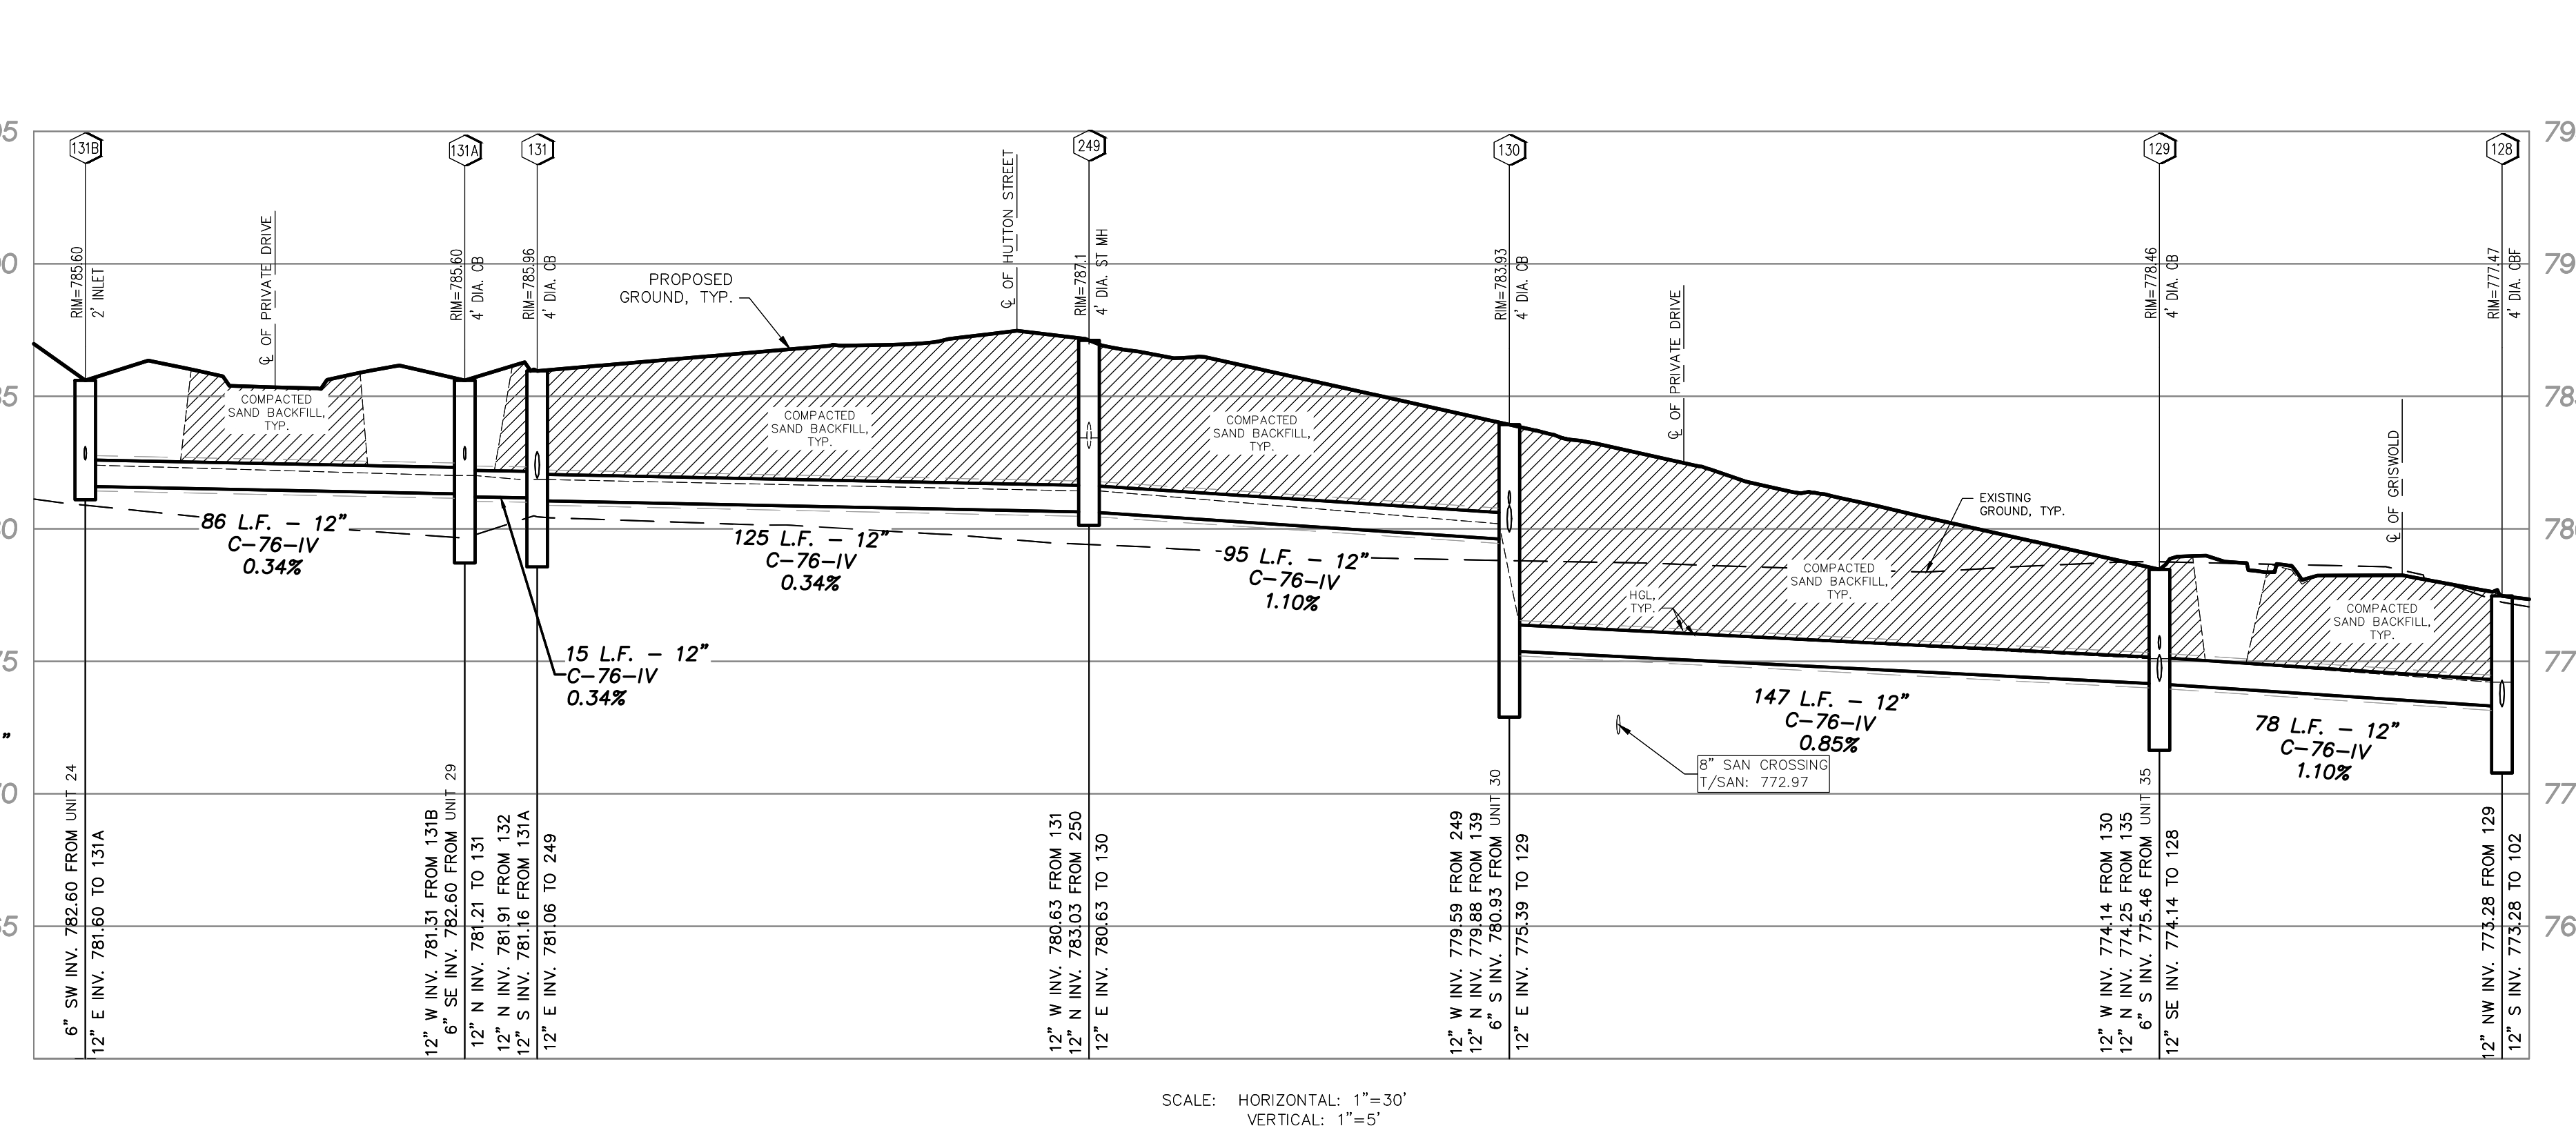 131B
131A
131
249
130
129
128
RIM=785.60
2' INLET
℄ OF PRIVATE DRIVE
RIM=785.60
4' DIA. CB
RIM=785.96
4' DIA. CB
PROPOSED
GROUND, TYP.
℄ OF HUTTON STREET
RIM=787.1
4' DIA. ST MH
RIM=783.93
4' DIA. CB
℄ OF PRIVATE DRIVE
RIM=778.46
4' DIA. CB
℄ OF GRISWOLD
RIM=777.47
4' DIA. CBF
COMPACTED
SAND BACKFILL,
TYP.
COMPACTED
SAND BACKFILL,
TYP.
COMPACTED
SAND BACKFILL,
TYP.
EXISTING
GROUND, TYP.
COMPACTED
SAND BACKFILL,
TYP.
HGL,
TYP.
COMPACTED
SAND BACKFILL,
TYP.
86 L.F. – 12"
C–76–IV
0.34%
125 L.F. – 12"
C–76–IV
0.34%
95 L.F. – 12"
C–76–IV
1.10%
15 L.F. – 12"
C–76–IV
0.34%
147 L.F. – 12"
C–76–IV
0.85%
78 L.F. – 12"
C–76–IV
1.10%
8" SAN CROSSING
T/SAN: 772.97
6" SW INV. 782.60 FROM UNIT 24
12" E INV. 781.60 TO 131A
12" W INV. 781.31 FROM 131B
6" SE INV. 782.60 FROM UNIT 29
12" N INV. 781.21 TO 131
12" N INV. 781.91 FROM 132
12" S INV. 781.16 FROM 131A
12" E INV. 781.06 TO 249
12" W INV. 780.63 FROM 131
12" N INV. 783.03 FROM 250
12" E INV. 780.63 TO 130
12" W INV. 779.59 FROM 249
12" N INV. 779.88 FROM 139
6" S INV. 780.93 FROM UNIT 30
12" E INV. 775.39 TO 129
12" W INV. 774.14 FROM 130
12" N INV. 774.25 FROM 135
6" S INV. 775.46 FROM UNIT 35
12" SE INV. 774.14 TO 128
12" NW INV. 773.28 FROM 129
12" S INV. 773.28 TO 102
SCALE: HORIZONTAL: 1"=30'
VERTICAL: 1"=5'